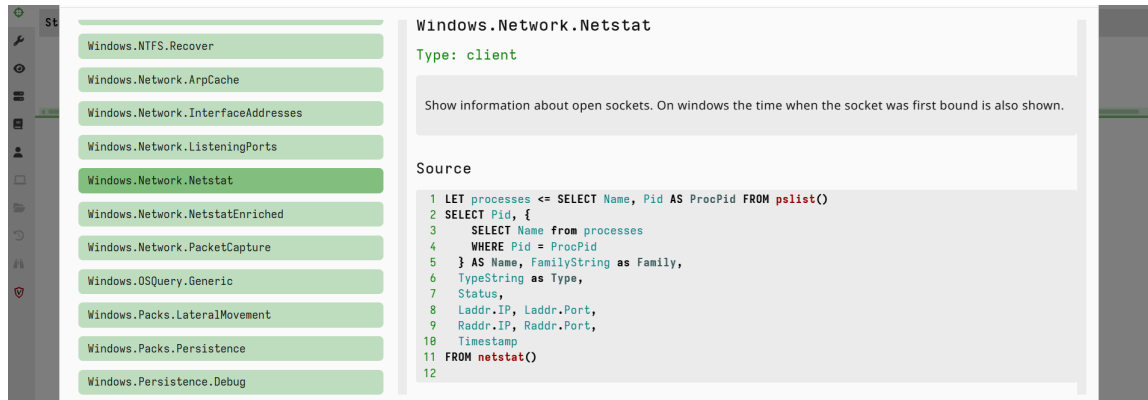 St
Windows.NTFS.Recover
Windows.Network.ArpCache
Windows.Network.InterfaceAddresses
Windows.Network.ListeningPorts
Windows.Network.Netstat
Windows.Network.NetstatEnriched
Windows.Network.PacketCapture
Windows.OSQuery.Generic
Windows.Packs.LateralMovement
Windows.Packs.Persistence
Windows.Persistence.Debug
Windows.Network.Netstat
Type: client
Show information about open sockets. On windows the time when the socket was first bound is also shown.
Source
1 LET processes <= SELECT Name, Pid AS ProcPid FROM pslist()
2 SELECT Pid, {
3     SELECT Name from processes
4     WHERE Pid = ProcPid
5   } AS Name, FamilyString as Family,
6   TypeString as Type,
7   Status,
8   Laddr.IP, Laddr.Port,
9   Raddr.IP, Raddr.Port,
10   Timestamp
11 FROM netstat()
12